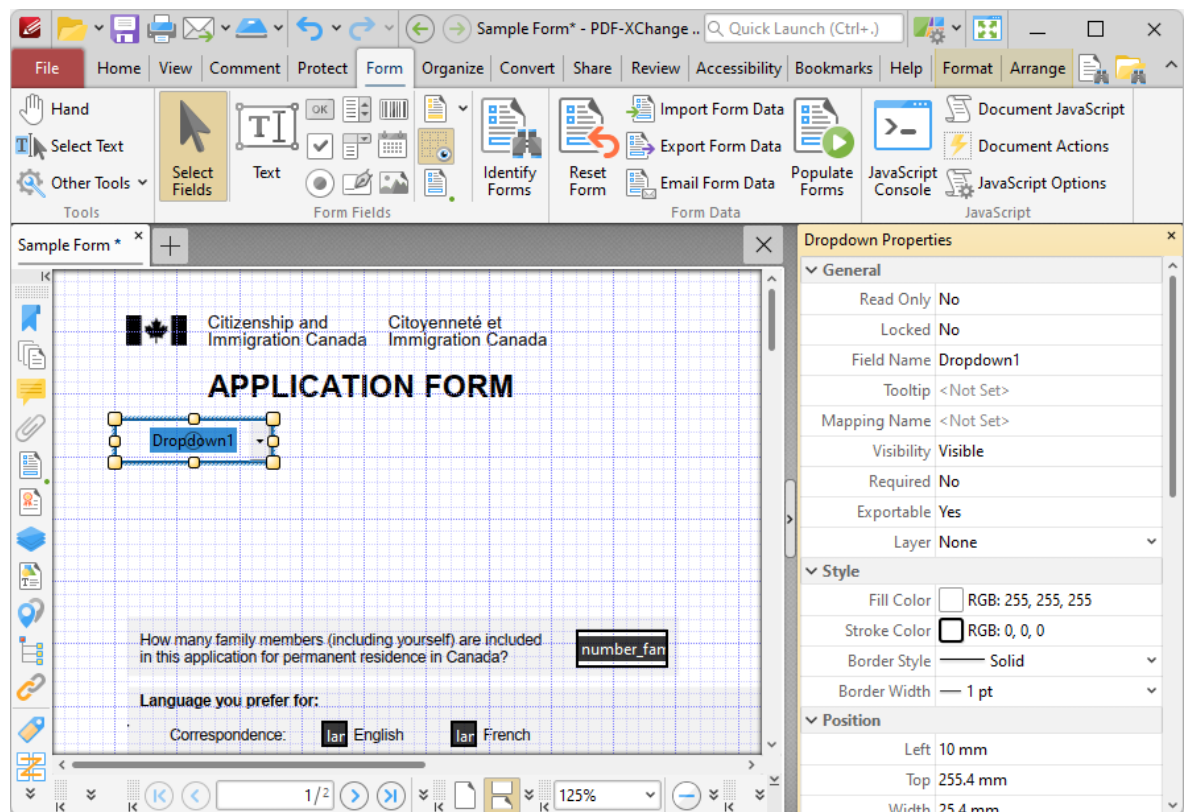 Sample Form* - PDF-XChange ..
Quick Launch (Ctrl+.)
File Home View Comment Protect Form Organize Convert Share Review Accessibility Bookmarks Help Format Arrange
Hand
Select Text
Other Tools
Tools
Select Fields
Text
OK
Form Fields
Identify Forms
Reset Form
Import Form Data
Export Form Data
Email Form Data
Populate Forms
Form Data
JavaScript Console
Document JavaScript
Document Actions
JavaScript Options
JavaScript
Sample Form *
Citizenship and Citoyenneté et
Immigration Canada Immigration Canada
APPLICATION FORM
Dropdown1
How many family members (including yourself) are included
in this application for permanent residence in Canada?
number_fan
Language you prefer for:
Correspondence: lar English lar French
1/2
125%
Dropdown Properties
General
Read Only No
Locked No
Field Name Dropdown1
Tooltip <Not Set>
Mapping Name <Not Set>
Visibility Visible
Required No
Exportable Yes
Layer None
Style
Fill Color RGB: 255, 255, 255
Stroke Color RGB: 0, 0, 0
Border Style Solid
Border Width 1 pt
Position
Left 10 mm
Top 255.4 mm
Width 25.4 mm